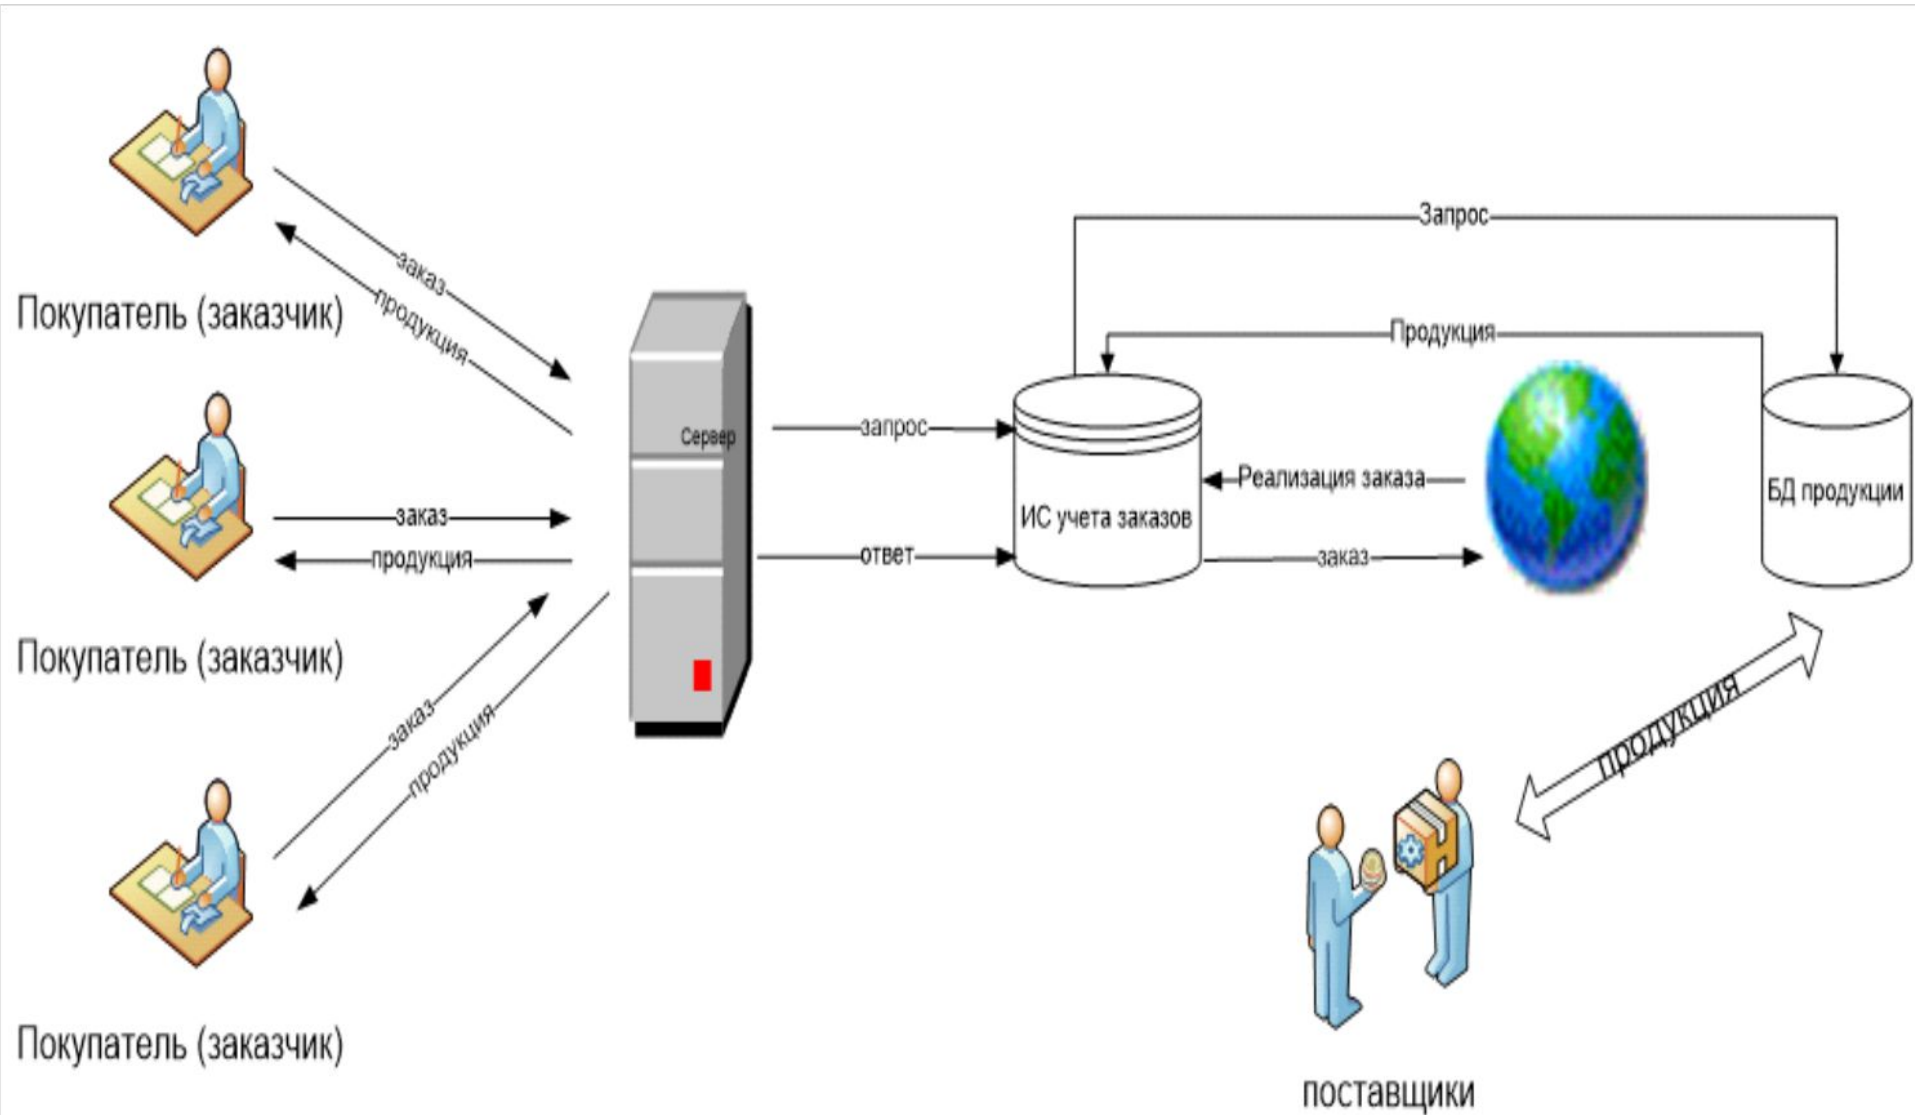 Покупатель (заказчик)
заказ
продукция
Покупатель (заказчик)
заказ
продукция
Покупатель (заказчик)
заказ
продукция
Сервер
запрос
ответ
ИС учета заказов
Запрос
Продукция
Реализация заказа
заказ
БД продукции
продукция
поставщики